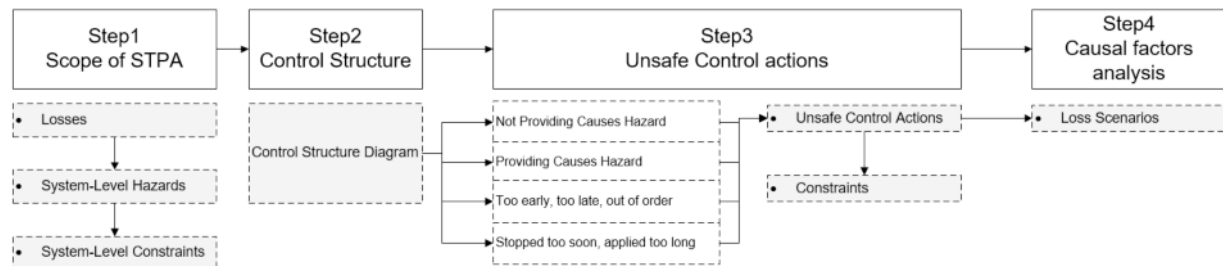 Step1
Scope of STPA
Step2
Control Structure
Step3
Unsafe Control actions
Step4
Causal factors
analysis
• Losses
• System-Level Hazards
• System-Level Constraints
Control Structure Diagram
Not Providing Causes Hazard
Providing Causes Hazard
Too early, too late, out of order
Stopped too soon, applied too long
• Unsafe Control Actions
• Constraints
• Loss Scenarios